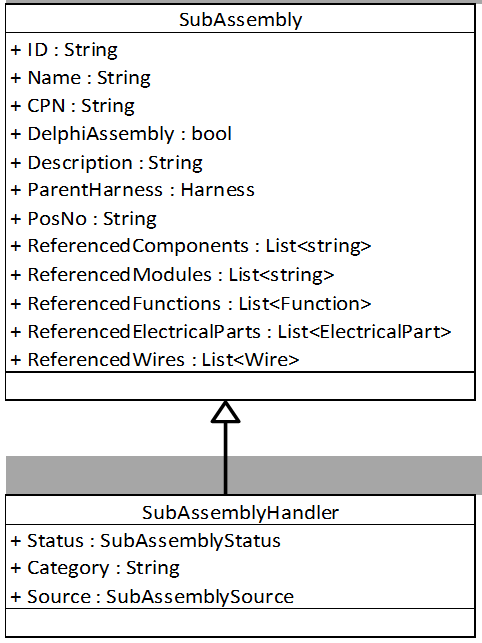 SubAssembly
+ ID : String
+ Name : String
+ CPN : String
+ DelphiAssembly : bool
+ Description : String
+ ParentHarness : Harness
+ PosNo : String
+ ReferencedComponents : List<string>
+ ReferencedModules : List<string>
+ ReferencedFunctions : List<Function>
+ ReferencedElectricalParts : List<ElectricalPart>
+ ReferencedWires : List<Wire>
SubAssemblyHandler
+ Status : SubAssemblyStatus
+ Category : String
+ Source : SubAssemblySource